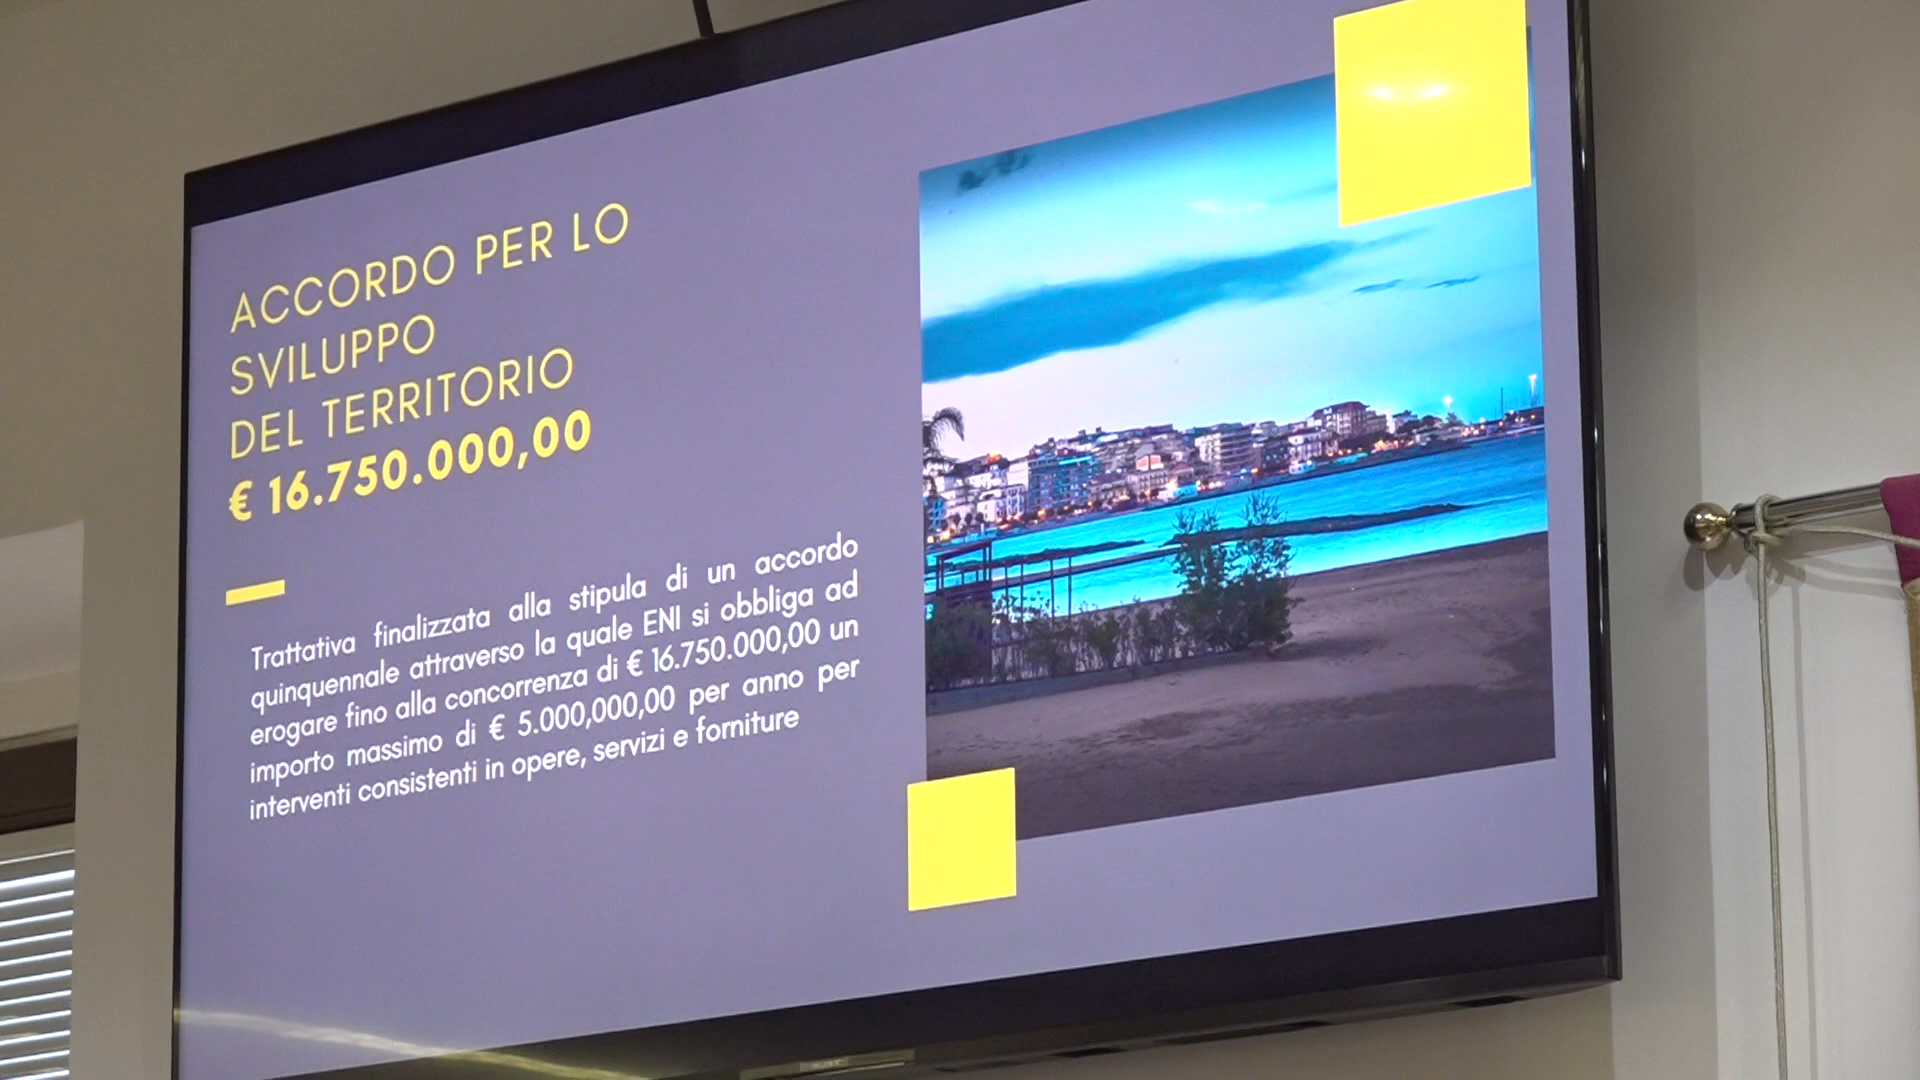 ACCORDO PER LO
SVILUPPO
DEL TERRITORIO
€ 16.750.000,00
Trattativa finalizzata alla stipula di un accordo
quinquennale attraverso la quale ENI si obbliga ad
erogare fino alla concorrenza di € 16.750.000,00 un
importo massimo di € 5.000,000,00 per anno per
interventi consistenti in opere, servizi e forniture